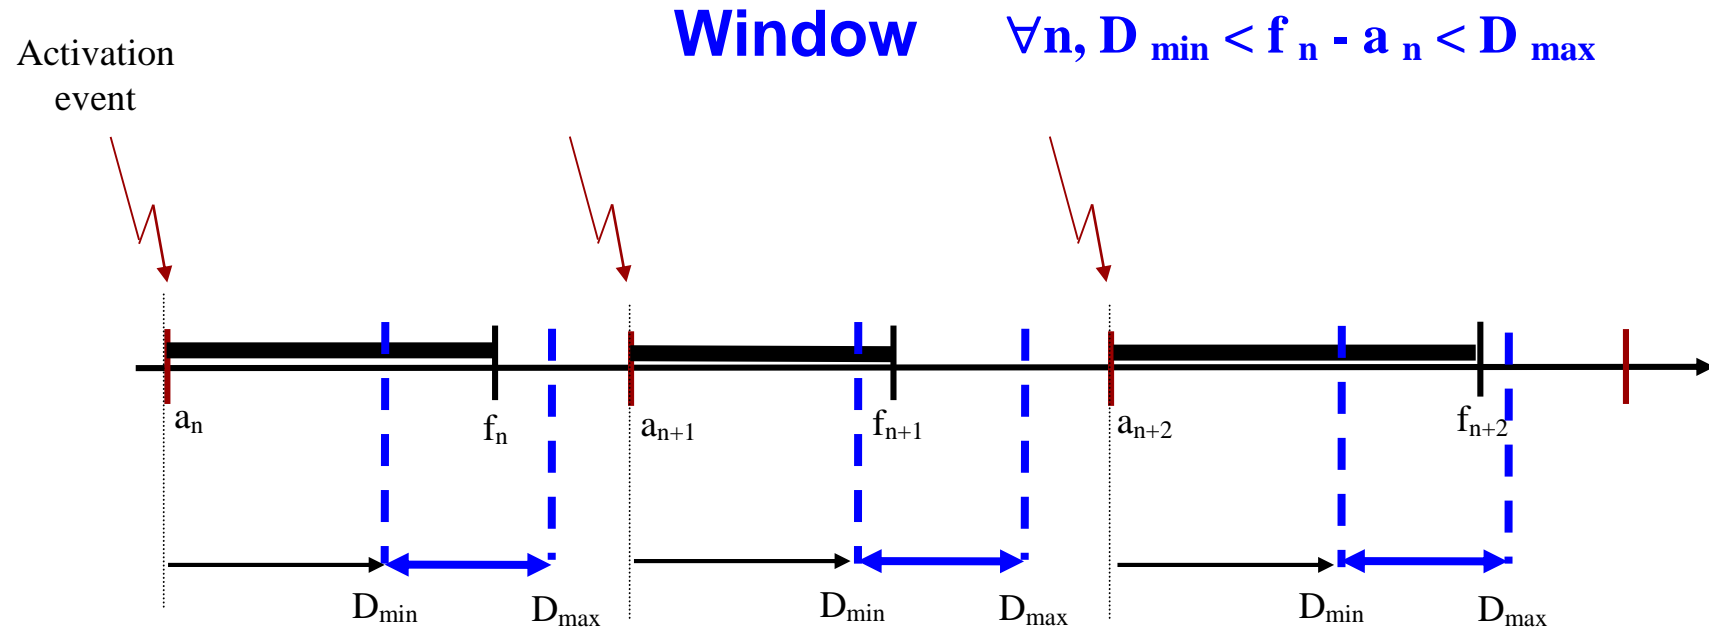 Window ∀n, D min < f n - a n < D max
Activation
event
an fn an+1 fn+1 an+2 fn+2
Dmin Dmax Dmin Dmax Dmin Dmax